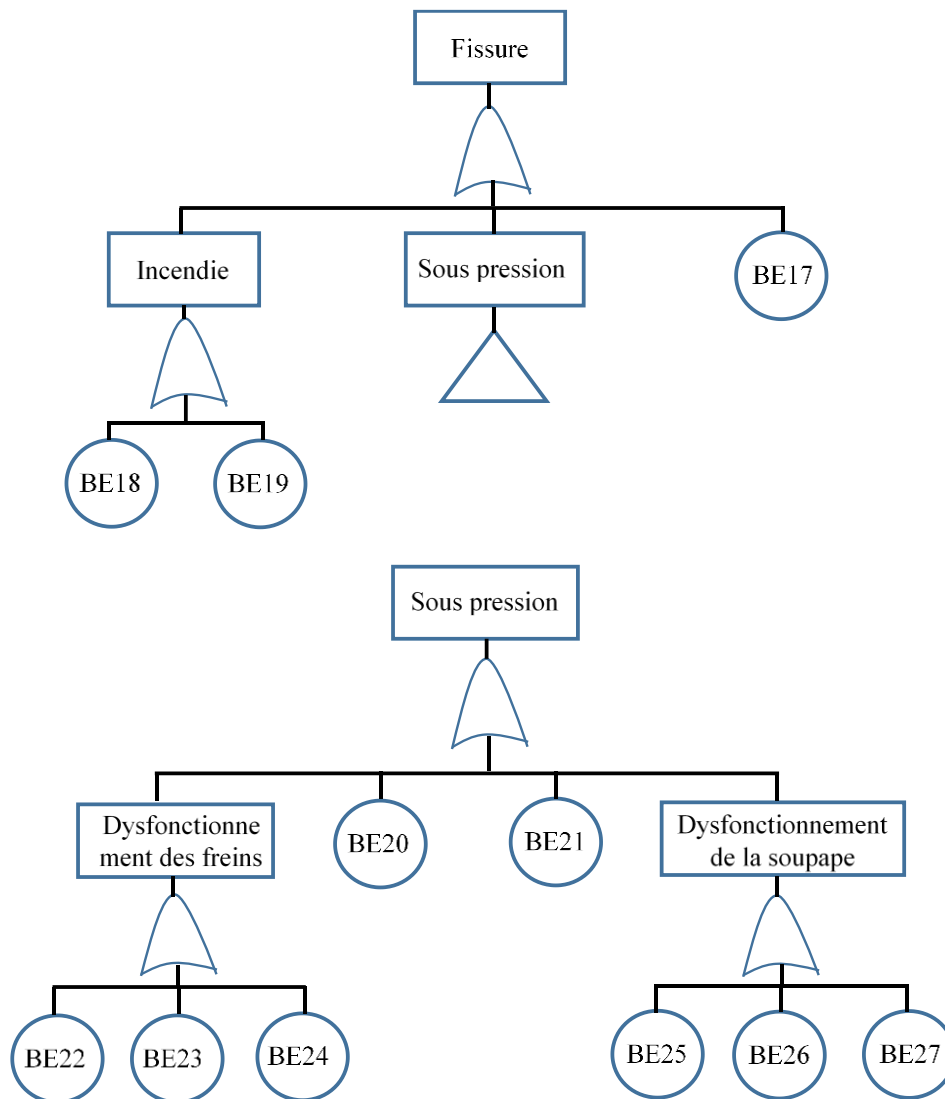 Fissure
Incendie
Sous pression
BE17
BE18
BE19
Sous pression
Dysfonctionne
ment des freins
BE20
BE21
Dysfonctionnement
de la soupape
BE22
BE23
BE24
BE25
BE26
BE27